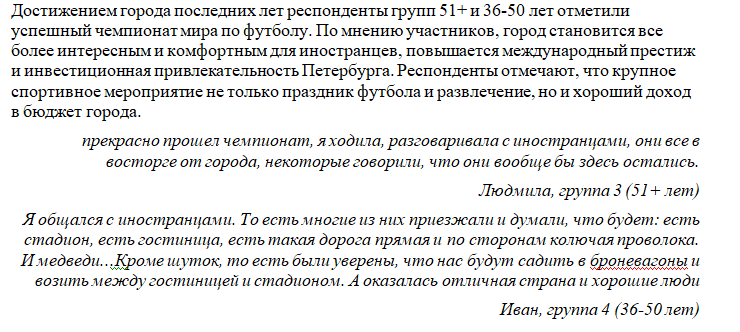 Достижением города последних лет респонденты групп 51+ и 36-50 лет отметили
успешный чемпионат мира по футболу. По мнению участников, город становится все
более интересным и комфортным для иностранцев, повышается международный престиж
и инвестиционная привлекательность Петербурга. Респонденты отмечают, что крупное
спортивное мероприятие не только праздник футбола и развлечение, но и хороший доход
в бюджет города.
прекрасно прошел чемпионат, я ходила, разговаривала с иностранцами, они все в
восторге от города, некоторые говорили, что они вообще бы здесь остались.
Людмила, группа 3 (51+ лет)
Я общался с иностранцами. То есть многие из них приезжали и думали, что будет: есть
стадион, есть гостиница, есть такая дорога прямая и по сторонам колючая проволока.
И медведи…Кроме шуток, то есть были уверены, что нас будут садить в броневагоны и
возить между гостиницей и стадионом. А оказалась отличная страна и хорошие люди
Иван, группа 4 (36-50 лет)